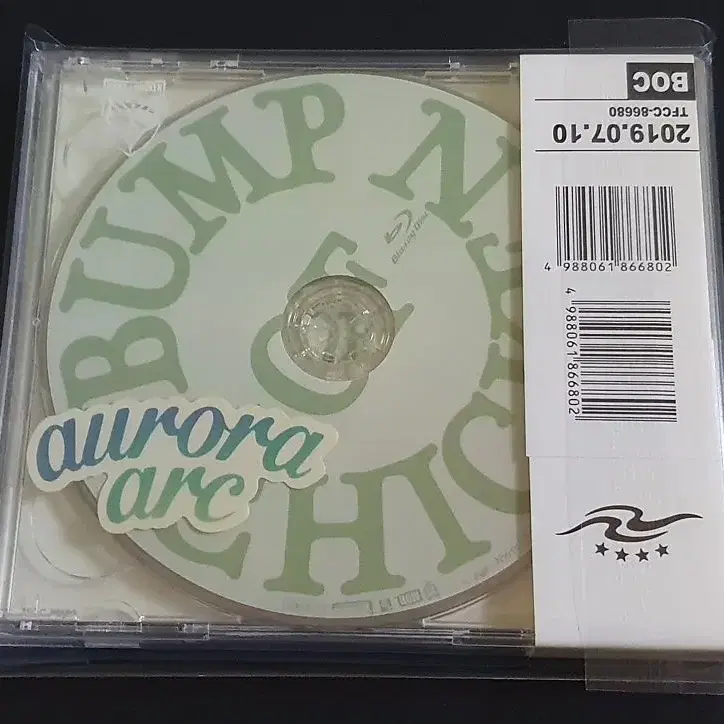 BUMP
OF
CHICKEN
Blu-ray Disc
aurora
arc
BOC
TFCC-86680
2019.07.10
4 988061 866802
4 988061 866802